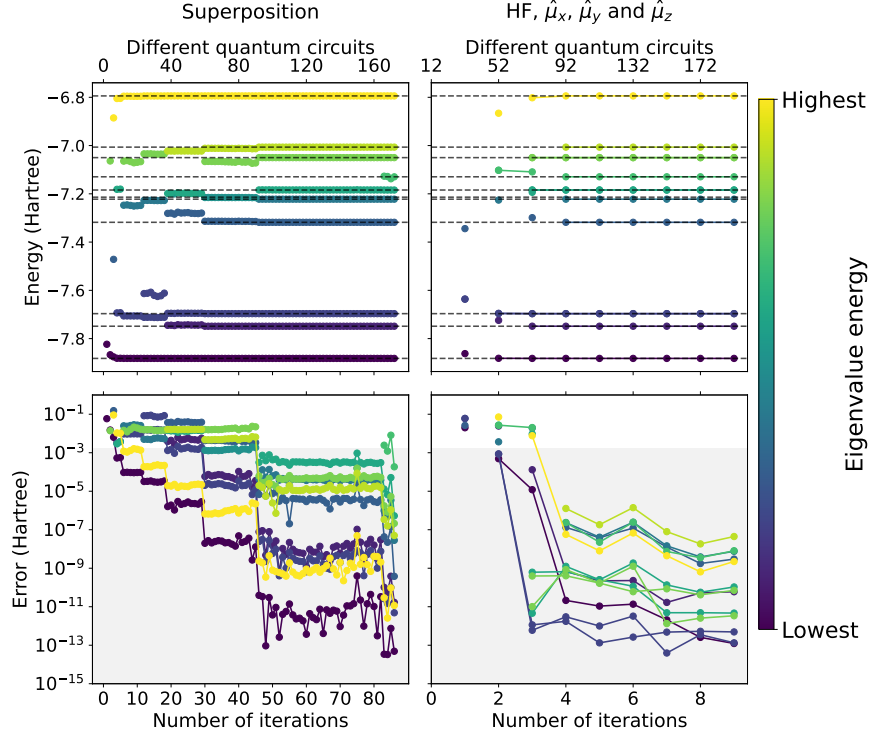 Superposition
HF, μ̂x, μ̂y and μ̂z
Different quantum circuits
Different quantum circuits
0 40 80 120 160
12 52 92 132 172
Energy (Hartree)
−6.8
−7.0
−7.2
−7.4
−7.6
−7.8
Error (Hartree)
10⁻¹
10⁻³
10⁻⁵
10⁻⁷
10⁻⁹
10⁻¹¹
10⁻¹³
10⁻¹⁵
0 10 20 30 40 50 60 70 80
0 2 4 6 8
Number of iterations
Number of iterations
Highest
Lowest
Eigenvalue energy